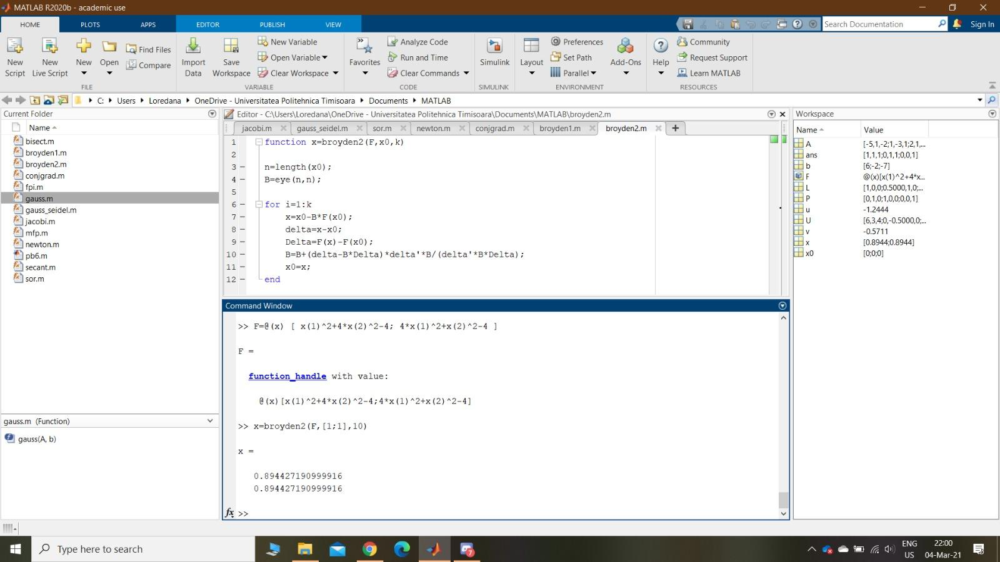 MATLAB R2020b - academic use
HOME PLOTS APPS EDITOR PUBLISH VIEW
Search Documentation
Sign In
New Script
New Live Script
New
Open
Find Files
Compare
FILE
Import Data
Save Workspace
New Variable
Open Variable
Clear Workspace
VARIABLE
Favorites
Analyze Code
Run and Time
Clear Commands
CODE
Simulink
SIMULINK
Layout
Preferences
Set Path
Parallel
Add-Ons
ENVIRONMENT
Help
Community
Request Support
Learn MATLAB
RESOURCES
C: Users Loredana OneDrive - Universitatea Politehnica Timisoara Documents MATLAB
Current Folder
Name
bisect.m
broyden1.m
broyden2.m
conjgrad.m
fpi.m
gauss.m
gauss_seidel.m
jacobi.m
mfp.m
newton.m
pb6.m
secant.m
sor.m
gauss.m (Function)
gauss(A, b)
Editor - C:\Users\Loredana\OneDrive - Universitatea Politehnica Timisoara\Documents\MATLAB\broyden2.m
jacobi.m gauss_seidel.m sor.m newton.m conjgrad.m broyden1.m broyden2.m
1 function x=broyden2(F,x0,k)
2
3 n=length(x0);
4 B=eye(n,n);
5
6 for i=1:k
7 x=x0-B*F(x0);
8 delta=x-x0;
9 Delta=F(x)-F(x0);
10 B=B+(delta-B*Delta)*delta'*B/(delta'*B*Delta);
11 x0=x;
12 end
Command Window
>> F=@(x) [ x(1)^2+4*x(2)^2-4; 4*x(1)^2+x(2)^2-4 ]
F =
function_handle with value:
@(x)[x(1)^2+4*x(2)^2-4;4*x(1)^2+x(2)^2-4]
>> x=broyden2(F,[1;1],10)
x =
0.894427190999916
0.894427190999916
fx >>
Workspace
Name Value
A [-5,1,-2;1,-3,1;2,1,...
ans [1,1,1;0,1,1;0,0,1]
b [6;-2;-7]
F @(x)[x(1)^2+4*x...
L [1,0,0;0.5000,1,0;...
P [0,1,0;1,0,0;0,0,1]
u -1.2444
U [6,3,4;0,-0.5000,0;...
v -0.5711
x [0.8944;0.8944]
x0 [0;0;0]
Type here to search
7
ENG
US
22:00
04-Mar-21